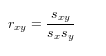 r_{xy} = \frac{s_{xy}}{s_x s_y}